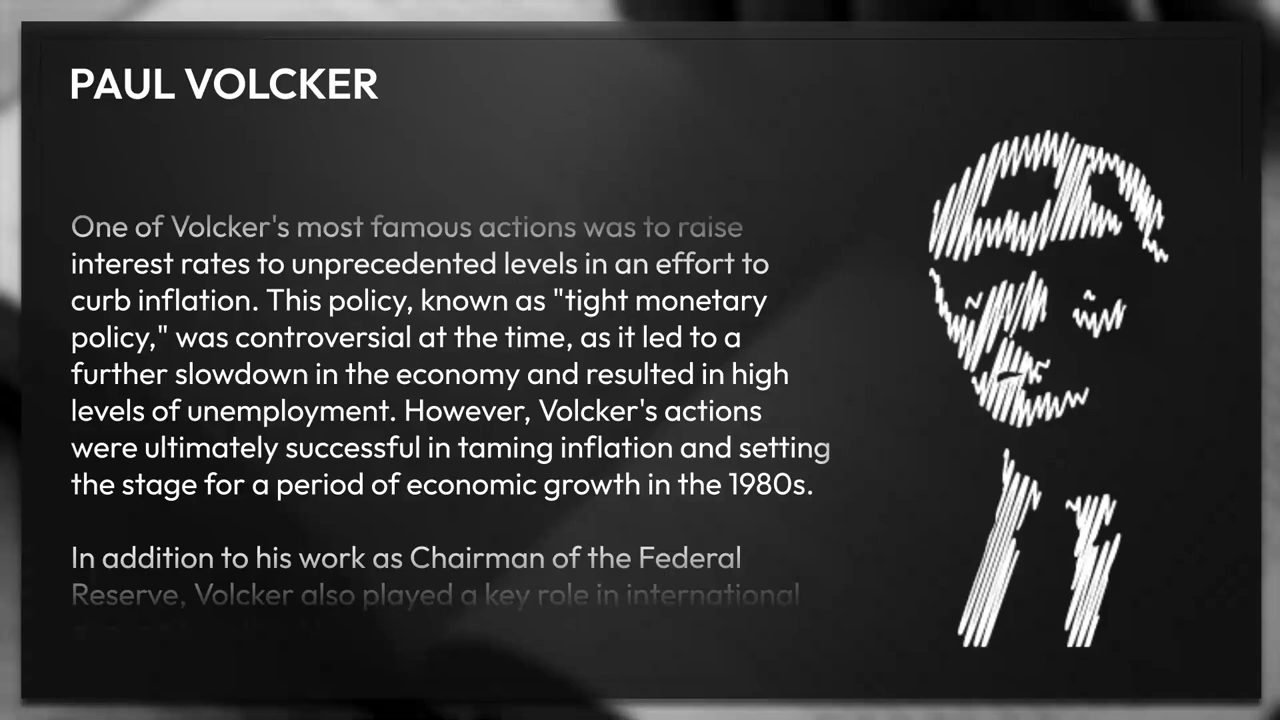 PAUL VOLCKER
One of Volcker's most famous actions was to raise
interest rates to unprecedented levels in an effort to
curb inflation. This policy, known as "tight monetary
policy," was controversial at the time, as it led to a
further slowdown in the economy and resulted in high
levels of unemployment. However, Volcker's actions
were ultimately successful in taming inflation and setting
the stage for a period of economic growth in the 1980s.
In addition to his work as Chairman of the Federal
Reserve, Volcker also played a key role in international